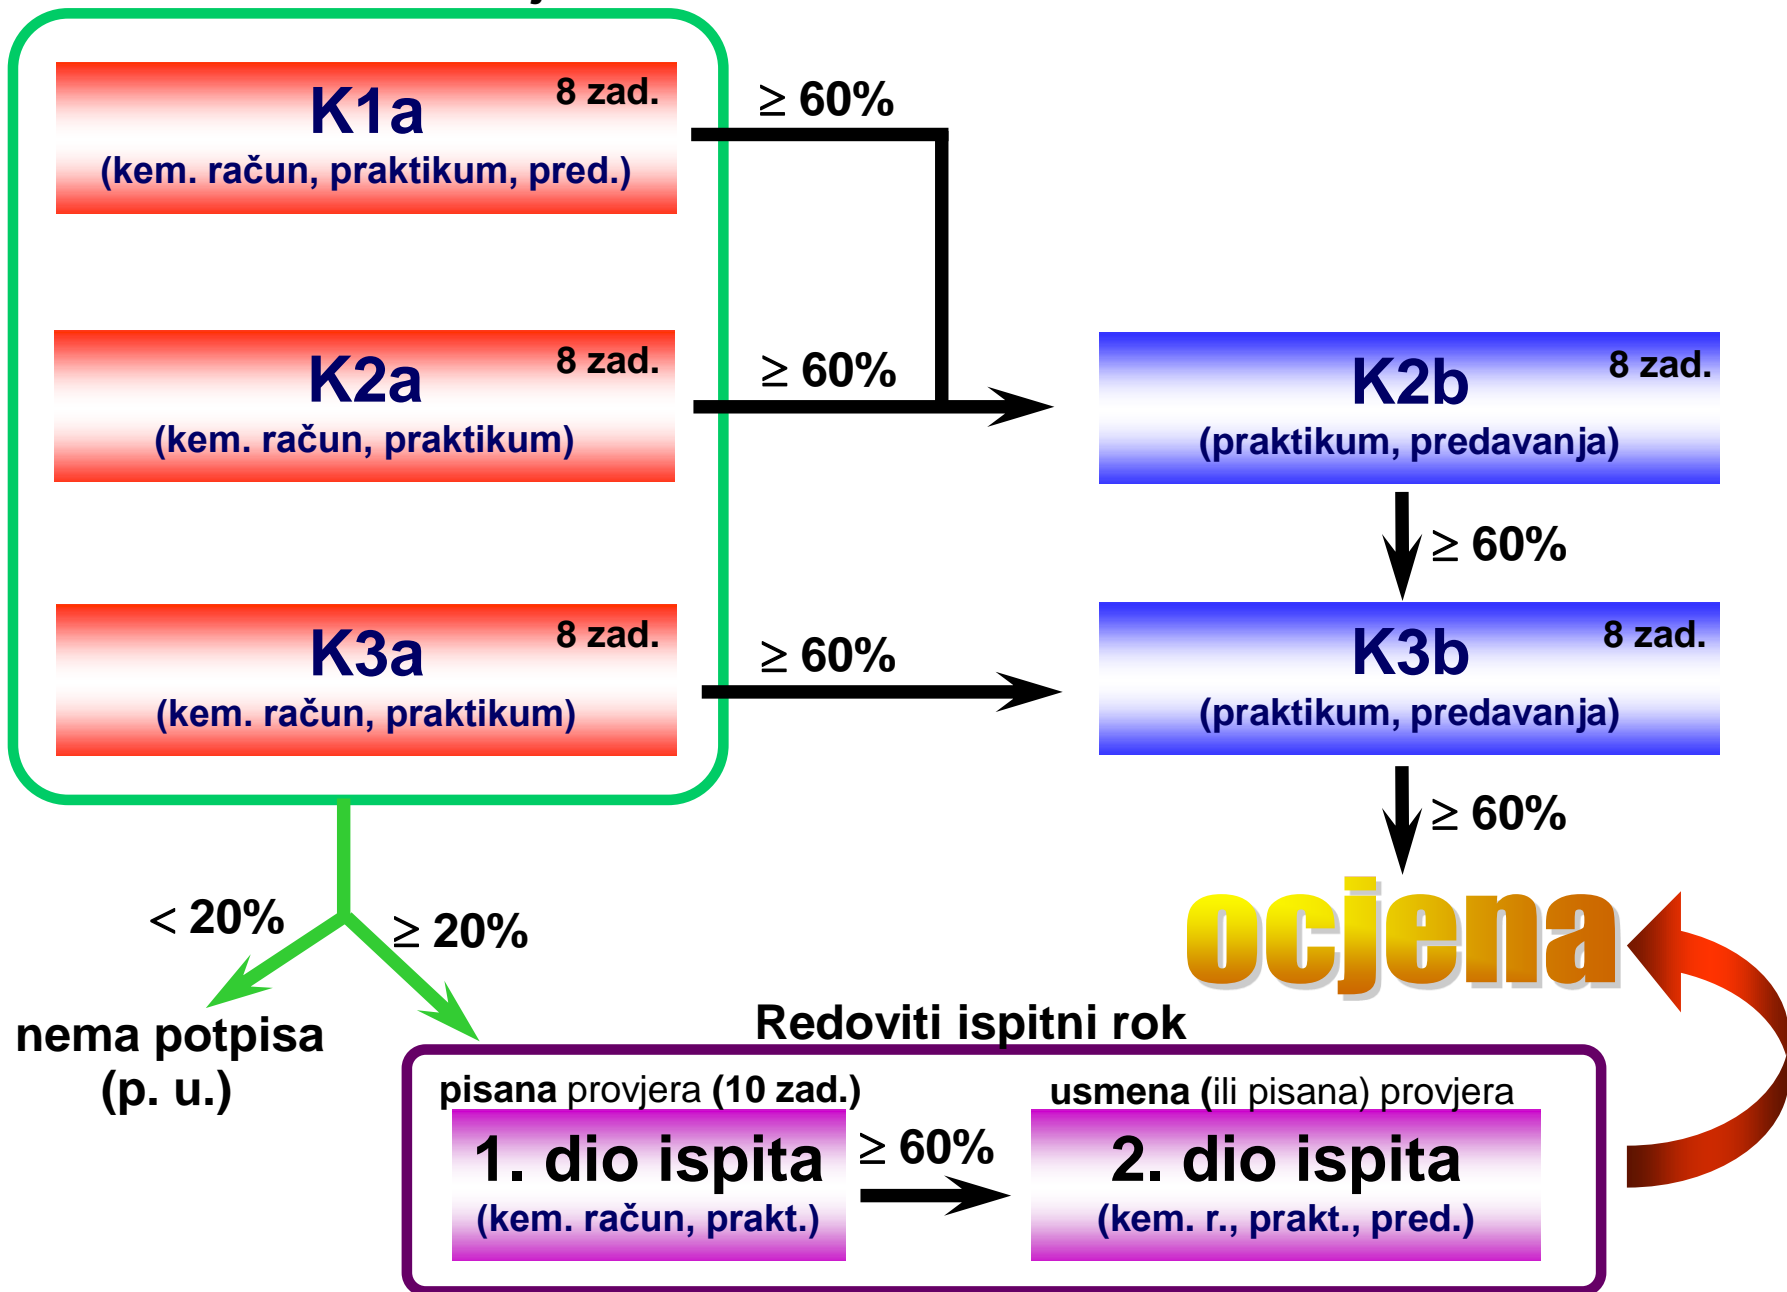 K1a
8 zad.
(kem. račun, praktikum, pred.)
≥ 60%
K2a
8 zad.
(kem. račun, praktikum)
≥ 60%
K2b
8 zad.
(praktikum, predavanja)
≥ 60%
K3a
8 zad.
(kem. račun, praktikum)
≥ 60%
K3b
8 zad.
(praktikum, predavanja)
≥ 60%
< 20%
≥ 20%
ocjena
nema potpisa
(p. u.)
Redoviti ispitni rok
pisana provjera (10 zad.)
1. dio ispita
(kem. račun, prakt.)
≥ 60%
usmena (ili pisana) provjera
2. dio ispita
(kem. r., prakt., pred.)